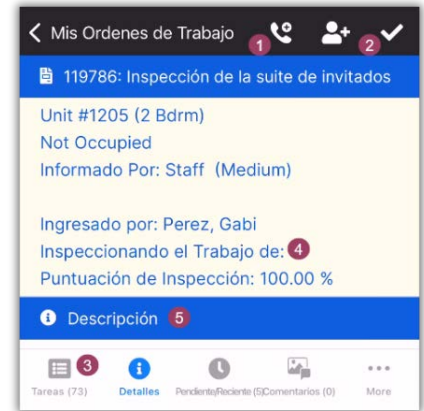 Mis Ordenes de Trabajo 1 2
119786: Inspección de la suite de invitados
Unit #1205 (2 Bdrm)
Not Occupied
Informado Por: Staff (Medium)
Ingresado por: Perez, Gabi
Inspeccionando el Trabajo de: 4
Puntuación de Inspección: 100.00 %
Descripción 5
3
Tareas (73) Detalles Pendiente/Reciente (5) Comentarios (0) More